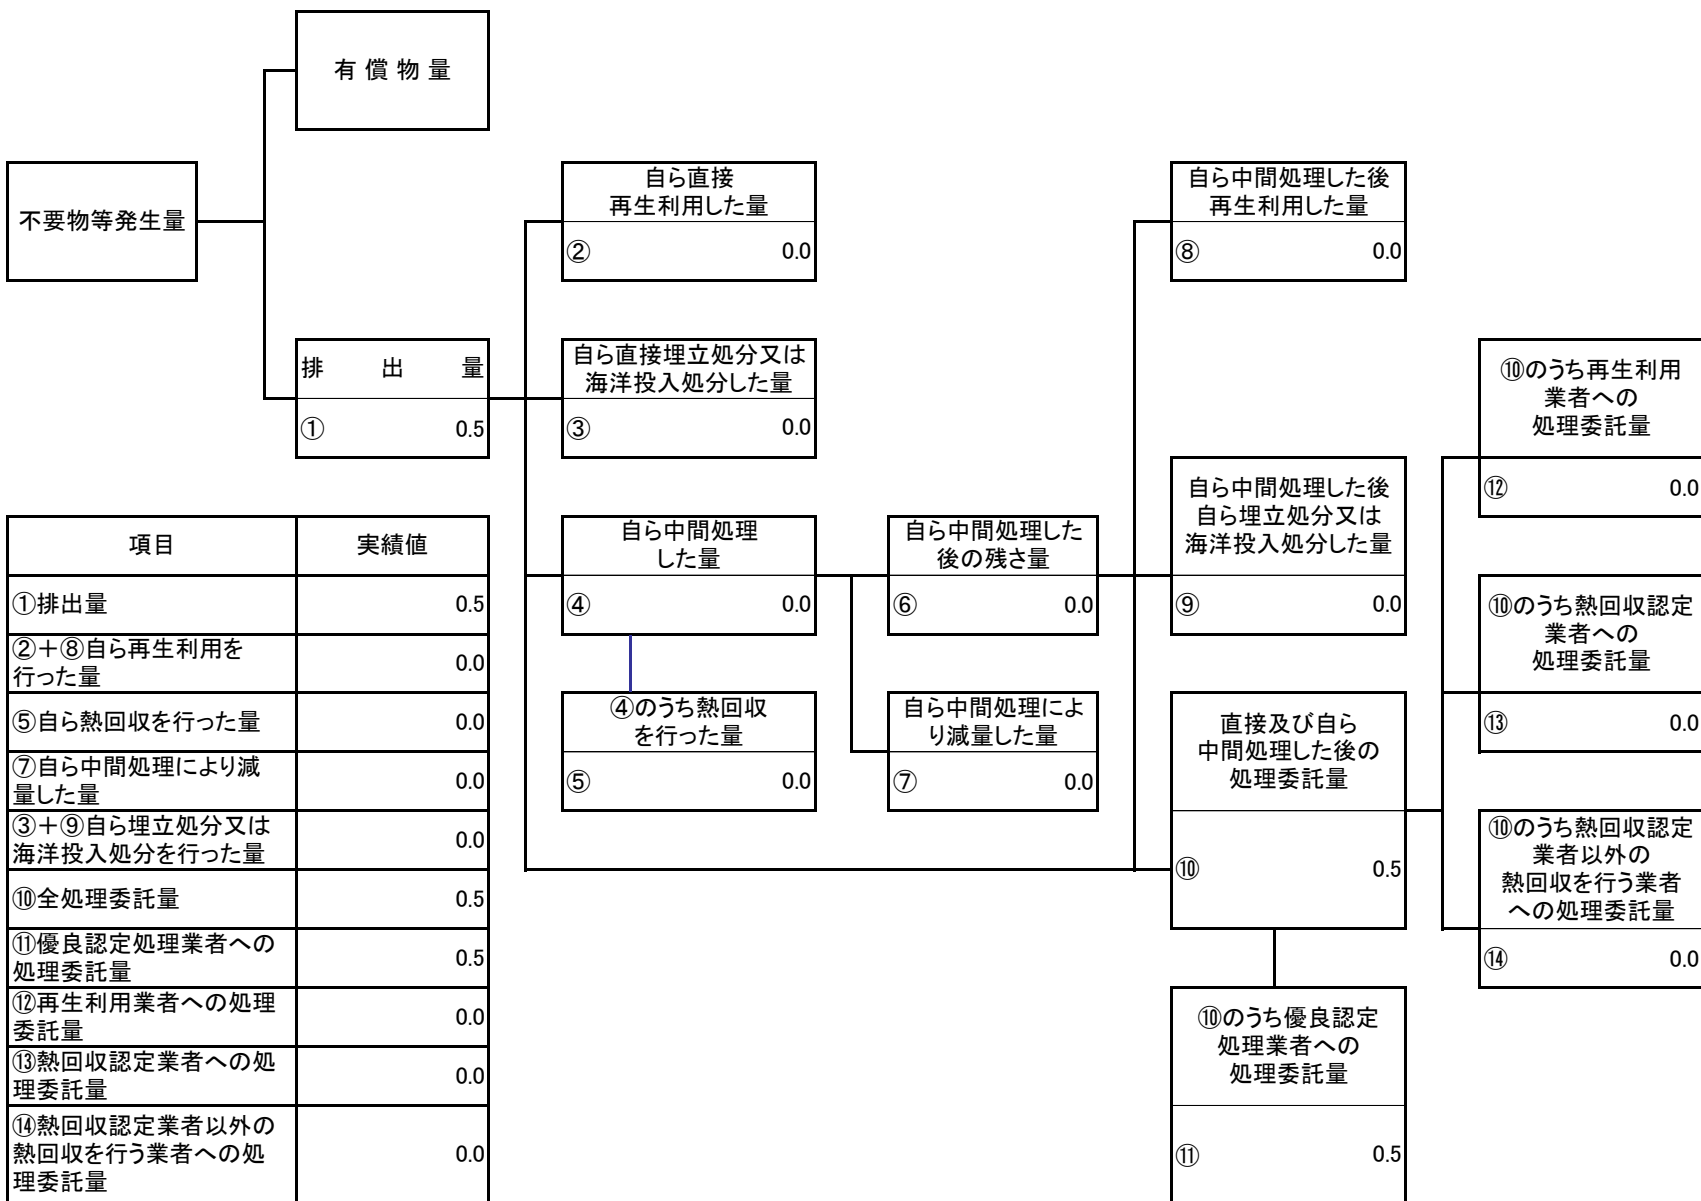 有償物量
不要物等発生量
排出量
① 0.5
自ら直接
再生利用した量
② 0.0
自ら直接埋立処分又は
海洋投入処分した量
③ 0.0
自ら中間処理
した量
④ 0.0
④のうち熱回収
を行った量
⑤ 0.0
自ら中間処理した
後の残さ量
⑥ 0.0
自ら中間処理によ
り減量した量
⑦ 0.0
自ら中間処理した後
再生利用した量
⑧ 0.0
自ら中間処理した後
自ら埋立処分又は
海洋投入処分した量
⑨ 0.0
直接及び自ら
中間処理した後の
処理委託量
⑩ 0.5
⑩のうち優良認定
処理業者への
処理委託量
⑪ 0.5
⑩のうち再生利用
業者への
処理委託量
⑫ 0.0
⑩のうち熱回収認定
業者への
処理委託量
⑬ 0.0
⑩のうち熱回収認定
業者以外の
熱回収を行う業者
への処理委託量
⑭ 0.0
項目 実績値
①排出量 0.5
②＋⑧自ら再生利用を
行った量 0.0
⑤自ら熱回収を行った量 0.0
⑦自ら中間処理により減
量した量 0.0
③＋⑨自ら埋立処分又は
海洋投入処分を行った量 0.0
⑩全処理委託量 0.5
⑪優良認定処理業者への
処理委託量 0.5
⑫再生利用業者への処理
委託量 0.0
⑬熱回収認定業者への処
理委託量 0.0
⑭熱回収認定業者以外の
熱回収を行う業者への処
理委託量 0.0